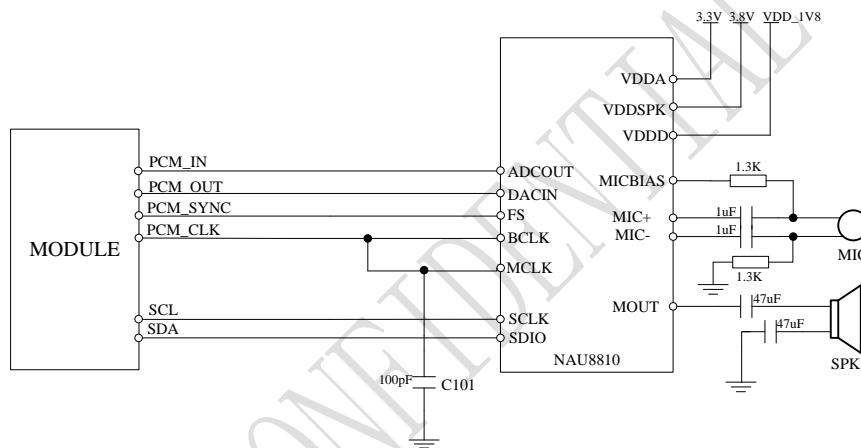 3.3V 3.8V VDD_1V8
VDDA
VDDSPK
VDDD
MODULE
PCM_IN
PCM_OUT
PCM_SYNC
PCM_CLK
SCL
SDA
ADCOUT
DACIN
FS
BCLK
MCLK
SCLK
SDIO
NAU8810
MICBIAS
MIC+
MIC-
MOUT
1.3K
1uF
1uF
MIC
1.3K
47uF
47uF
SPK
100pF
C101
ONFIDENTIAL